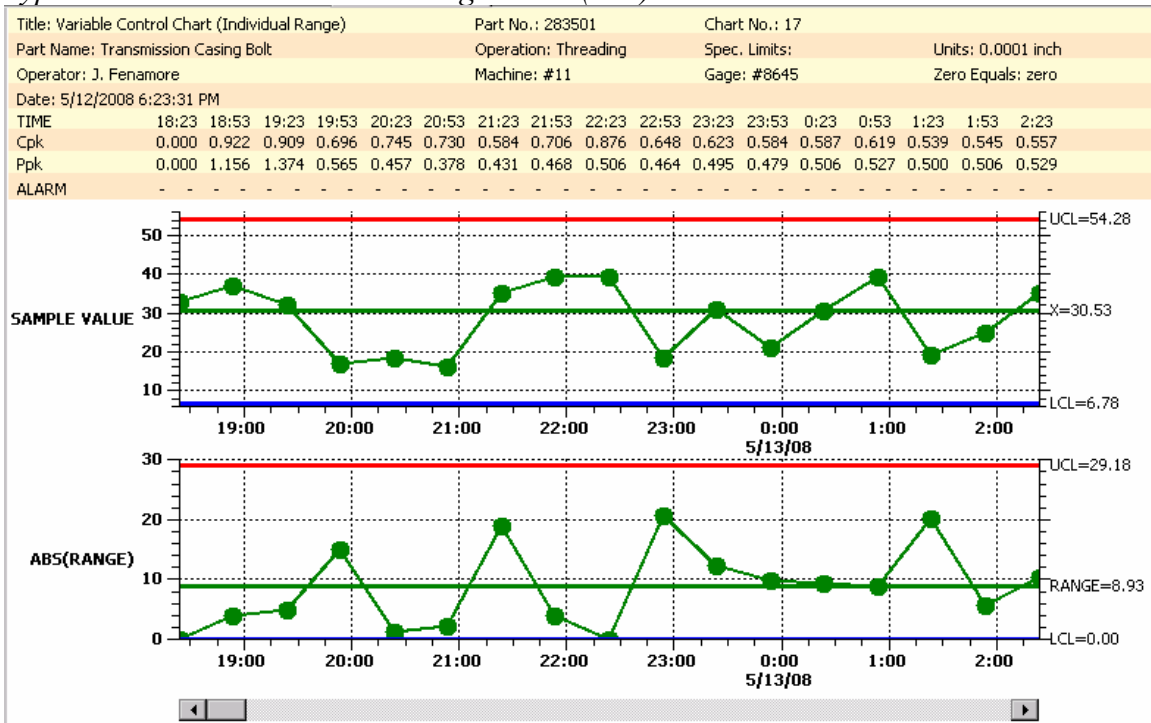 Title: Variable Control Chart (Individual Range) Part No.: 283501 Chart No.: 17
Part Name: Transmission Casing Bolt Operation: Threading Spec. Limits: Units: 0.0001 inch
Operator: J. Fenamore Machine: #11 Gage: #8645 Zero Equals: zero
Date: 5/12/2008 6:23:31 PM
TIME 18:23 18:53 19:23 19:53 20:23 20:53 21:23 21:53 22:23 22:53 23:23 23:53 0:23 0:53 1:23 1:53 2:23
Cpk 0.000 0.922 0.909 0.696 0.745 0.730 0.584 0.706 0.876 0.648 0.623 0.584 0.587 0.619 0.539 0.545 0.557
Ppk 0.000 1.156 1.374 0.565 0.457 0.378 0.431 0.468 0.506 0.464 0.495 0.479 0.506 0.527 0.500 0.506 0.529
ALARM - - - - - - - - - - - - - - - - - - - - - - - - - - - - - - - - - -
UCL=54.28
50
40
SAMPLE VALUE 30 X=30.53
20
10
LCL=6.78
19:00 20:00 21:00 22:00 23:00 0:00 1:00 2:00
5/13/08
30 UCL=29.18
20
ABS(RANGE)
10 RANGE=8.93
0 LCL=0.00
19:00 20:00 21:00 22:00 23:00 0:00 1:00 2:00
5/13/08